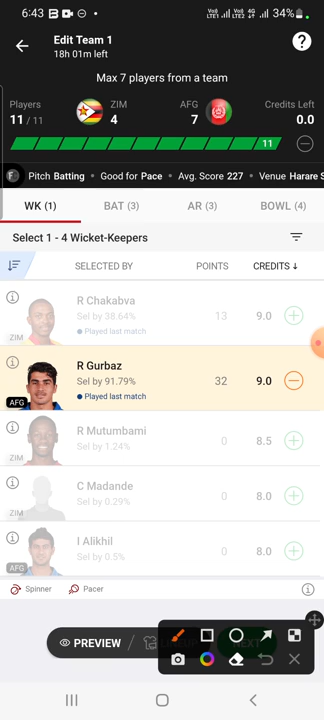 6:43 34%
Edit Team 1
18h 01m left
Max 7 players from a team
Players ZIM AFG Credits Left
11 / 11 4 7 0.0
11
Pitch Batting • Good for Pace • Avg. Score 227 • Venue Harare S
WK (1) BAT (3) AR (3) BOWL (4)
Select 1 - 4 Wicket-Keepers
SELECTED BY POINTS CREDITS ↓
R Chakabva
Sel by 38.64% 13 9.0
Played last match
ZIM
R Gurbaz
Sel by 91.79% 32 9.0
Played last match
AFG
R Mutumbami
Sel by 1.24% 0 8.5
ZIM
C Madande
Sel by 0.29% 0 8.0
ZIM
I Alikhil
Sel by 0.5% 0 8.0
AFG
Spinner Pacer
PREVIEW